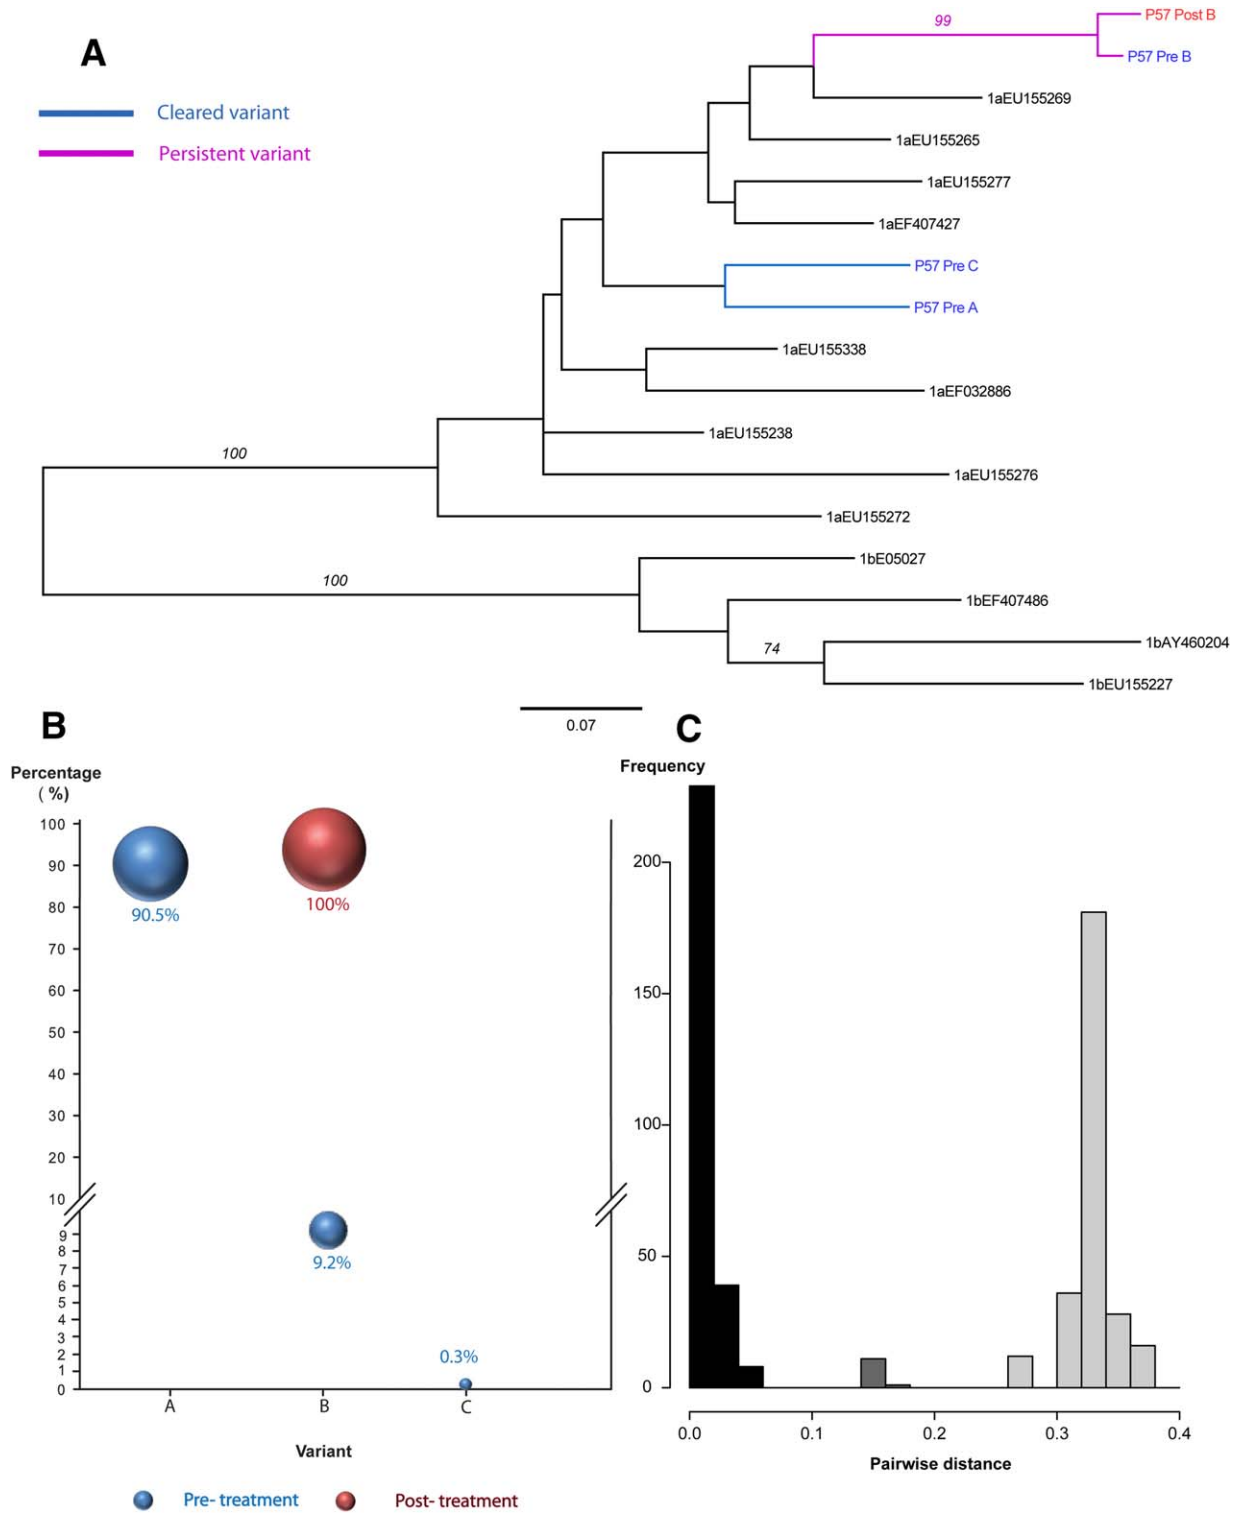 A
Cleared variant
Persistent variant
99
P57 Post B
P57 Pre B
1aEU155269
1aEU155265
1aEU155277
1aEF407427
P57 Pre C
P57 Pre A
1aEU155338
1aEF032886
1aEU155238
100
1aEU155276
1aEU155272
1bE05027
100
1bEF407486
1bAY460204
74
1bEU155227
0.07
B
Percentage
( %)
100
90
80
70
60
50
40
30
20
10
9
8
7
6
5
4
3
2
1
0
90.5%
100%
9.2%
0.3%
A B C
Variant
Pre- treatment Post- treatment
C
Frequency
200
150
100
50
0
0.0 0.1 0.2 0.3 0.4
Pairwise distance